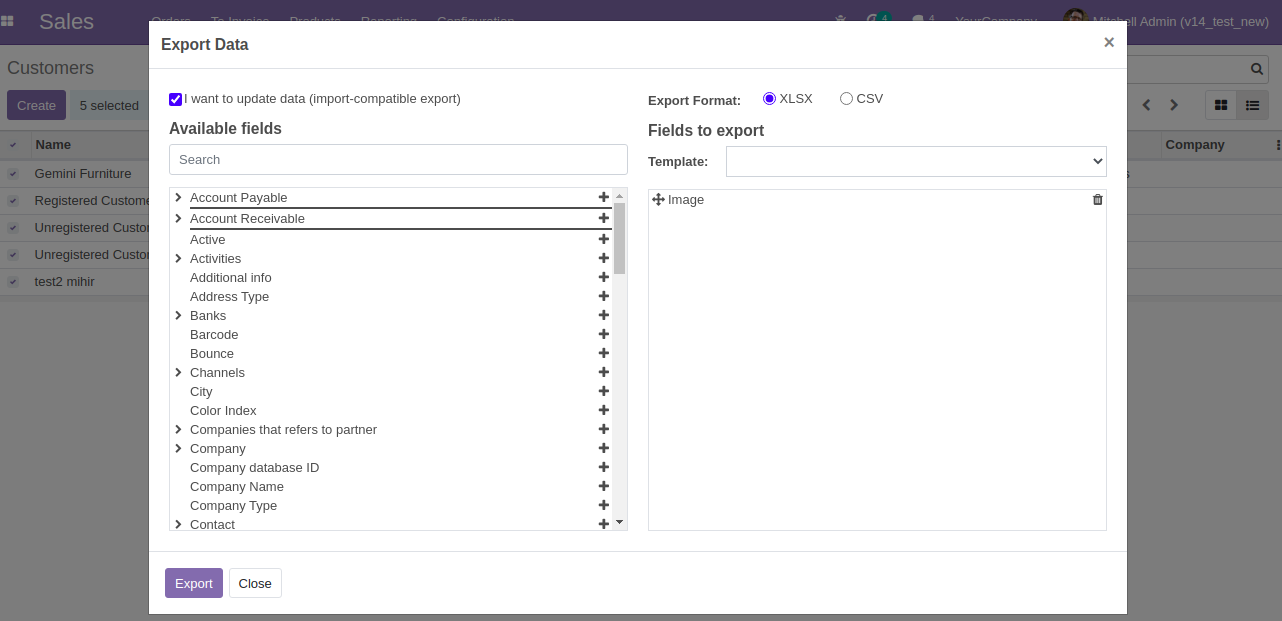 Sales Orders To Invoice Products Reporting Configuration 4 4 YourCompany Mitchell Admin (v14_test_new)
Export Data ×
Customers
Create 5 selected
I want to update data (import-compatible export) Export Format: XLSX CSV
Available fields Fields to export
Search Template:
Name Company
Gemini Furniture
Registered Custome
Unregistered Custor
Unregistered Custor
test2 mihir
Account Payable Image
Account Receivable
Active
Activities
Additional info
Address Type
Banks
Barcode
Bounce
Channels
City
Color Index
Companies that refers to partner
Company
Company database ID
Company Name
Company Type
Contact
Export Close